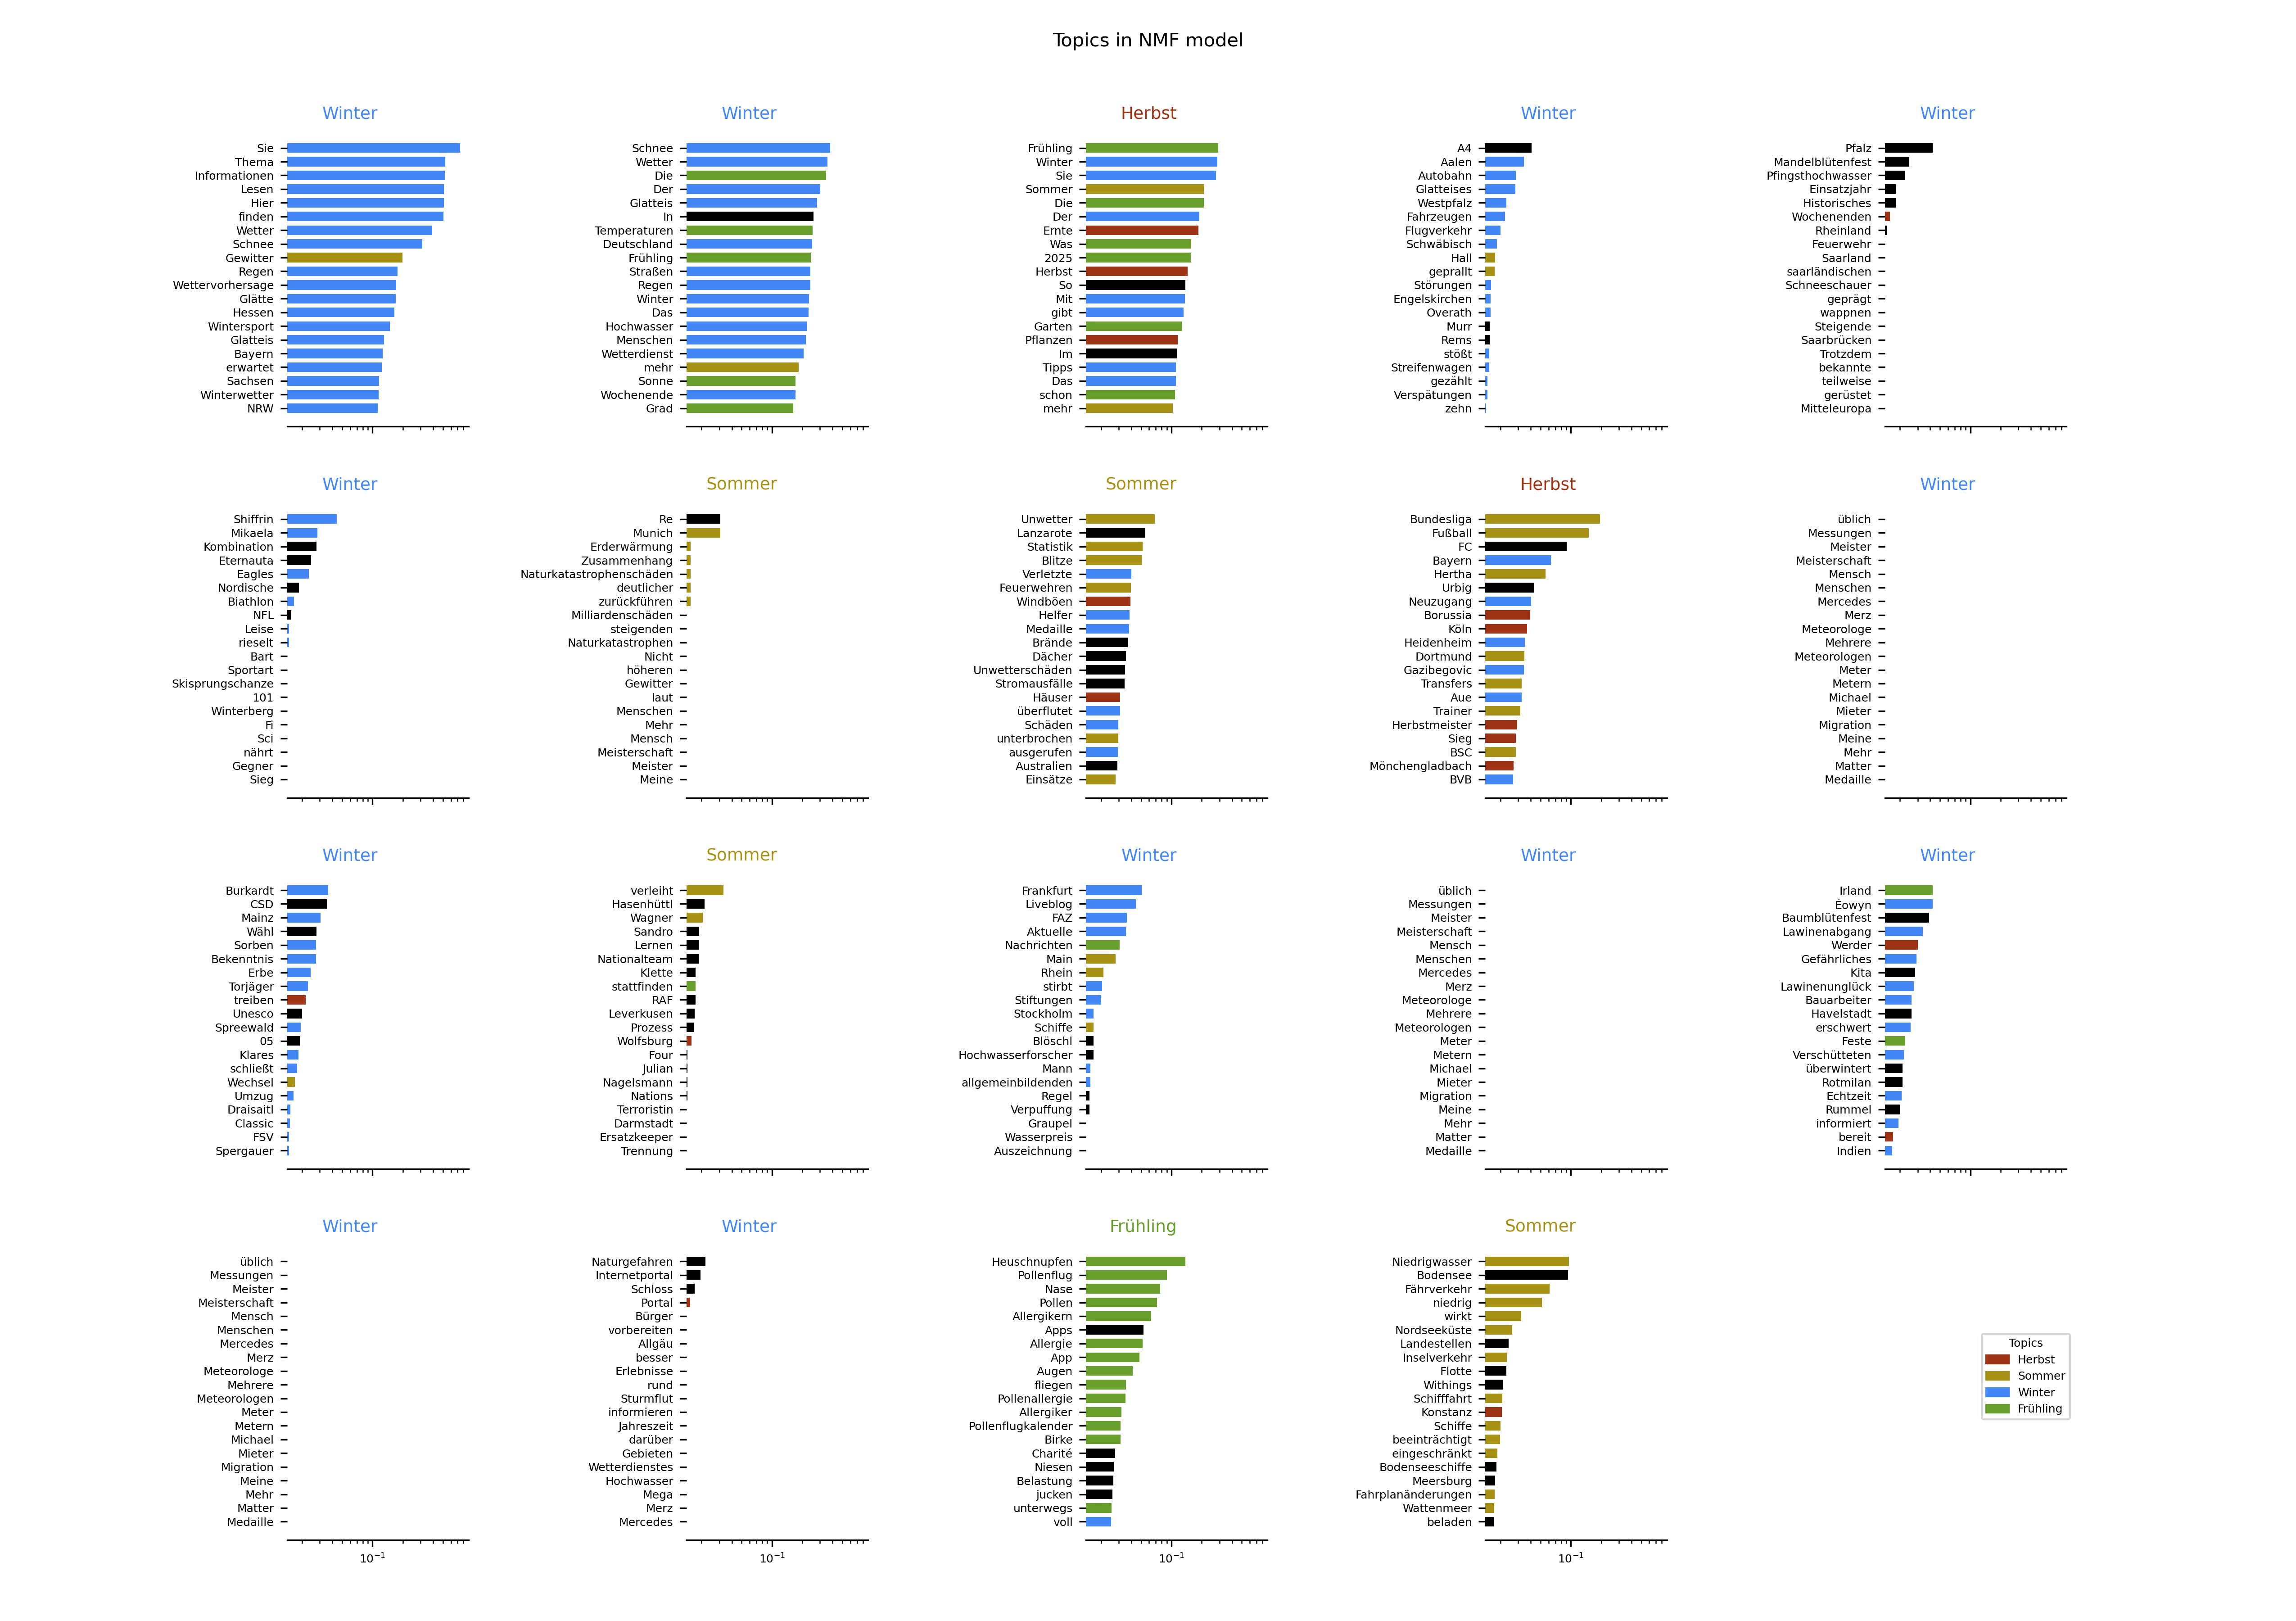 Topics in NMF model
Winter
Sie
Thema
Informationen
Lesen
Hier
finden
Wetter
Schnee
Gewitter
Regen
Wettervorhersage
Glätte
Hessen
Wintersport
Glatteis
Bayern
erwartet
Sachsen
Winterwetter
NRW
Winter
Schnee
Wetter
Die
Der
Glatteis
In
Temperaturen
Deutschland
Frühling
Straßen
Regen
Winter
Das
Hochwasser
Menschen
Wetterdienst
mehr
Sonne
Wochenende
Grad
Herbst
Frühling
Winter
Sie
Sommer
Die
Der
Ernte
Was
2025
Herbst
So
Mit
gibt
Garten
Pflanzen
Im
Tipps
Das
schon
mehr
Winter
A4
Aalen
Autobahn
Glatteises
Westpfalz
Fahrzeugen
Flugverkehr
Schwäbisch
Hall
geprallt
Störungen
Engelskirchen
Overath
Murr
Rems
stößt
Streifenwagen
gezählt
Verspätungen
zehn
Winter
Pfalz
Mandelblütenfest
Pfingsthochwasser
Einsatzjahr
Historisches
Wochenenden
Rheinland
Feuerwehr
Saarland
saarländischen
Schneeschauer
geprägt
wappnen
Steigende
Saarbrücken
Trotzdem
bekannte
teilweise
gerüstet
Mitteleuropa
Winter
Shiffrin
Mikaela
Kombination
Eternauta
Eagles
Nordische
Biathlon
NFL
Leise
rieselt
Bart
Sportart
Skisprungschanze
101
Winterberg
Fi
Sci
nährt
Gegner
Sieg
Sommer
Re
Munich
Erderwärmung
Zusammenhang
Naturkatastrophenschäden
deutlicher
zurückführen
Milliardenschäden
steigenden
Naturkatastrophen
Nicht
höheren
Gewitter
laut
Menschen
Mehr
Mensch
Meisterschaft
Meister
Meine
Sommer
Unwetter
Lanzarote
Statistik
Blitze
Verletzte
Feuerwehren
Windböen
Helfer
Medaille
Brände
Dächer
Unwetterschäden
Stromausfälle
Häuser
überflutet
Schäden
unterbrochen
ausgerufen
Australien
Einsätze
Herbst
Bundesliga
Fußball
FC
Bayern
Hertha
Urbig
Neuzugang
Borussia
Köln
Heidenheim
Dortmund
Gazibegovic
Transfers
Aue
Trainer
Herbstmeister
Sieg
BSC
Mönchengladbach
BVB
Winter
üblich
Messungen
Meister
Meisterschaft
Mensch
Menschen
Mercedes
Merz
Meteorologe
Mehrere
Meteorologen
Meter
Metern
Michael
Mieter
Migration
Meine
Mehr
Matter
Medaille
Winter
Burkardt
CSD
Mainz
Wähl
Sorben
Bekenntnis
Erbe
Torjäger
treiben
Unesco
Spreewald
05
Klares
schließt
Wechsel
Umzug
Draisaitl
Classic
FSV
Spergauer
Sommer
verleiht
Hasenhüttl
Wagner
Sandro
Lernen
Nationalteam
Klette
stattfinden
RAF
Leverkusen
Prozess
Wolfsburg
Four
Julian
Nagelsmann
Nations
Terroristin
Darmstadt
Ersatzkeeper
Trennung
Winter
Frankfurt
Liveblog
FAZ
Aktuelle
Nachrichten
Main
Rhein
stirbt
Stiftungen
Stockholm
Schiffe
Blöschl
Hochwasserforscher
Mann
allgemeinbildenden
Regel
Verpuffung
Graupel
Wasserpreis
Auszeichnung
Winter
üblich
Messungen
Meister
Meisterschaft
Mensch
Menschen
Mercedes
Merz
Meteorologe
Mehrere
Meteorologen
Meter
Metern
Michael
Mieter
Migration
Meine
Mehr
Matter
Medaille
Winter
Irland
Éowyn
Baumblütenfest
Lawinenabgang
Werder
Gefährliches
Kita
Lawinenunglück
Bauarbeiter
Havelstadt
erschwert
Feste
Verschütteten
überwintert
Rotmilan
Echtzeit
Rummel
informiert
bereit
Indien
Winter
üblich
Messungen
Meister
Meisterschaft
Mensch
Menschen
Mercedes
Merz
Meteorologe
Mehrere
Meteorologen
Meter
Metern
Michael
Mieter
Migration
Meine
Mehr
Matter
Medaille
10⁻¹
Winter
Naturgefahren
Internetportal
Schloss
Portal
Bürger
vorbereiten
Allgäu
besser
Erlebnisse
rund
Sturmflut
informieren
Jahreszeit
darüber
Gebieten
Wetterdienstes
Hochwasser
Mega
Merz
Mercedes
10⁻¹
Frühling
Heuschnupfen
Pollenflug
Nase
Pollen
Allergikern
Apps
Allergie
App
Augen
fliegen
Pollenallergie
Allergiker
Pollenflugkalender
Birke
Charité
Niesen
Belastung
jucken
unterwegs
voll
10⁻¹
Sommer
Niedrigwasser
Bodensee
Fährverkehr
niedrig
wirkt
Nordseeküste
Landestellen
Inselverkehr
Flotte
Withings
Schifffahrt
Konstanz
Schiffe
beeinträchtigt
eingeschränkt
Bodenseeschiffe
Meersburg
Fahrplanänderungen
Wattenmeer
beladen
10⁻¹
Topics
Herbst
Sommer
Winter
Frühling